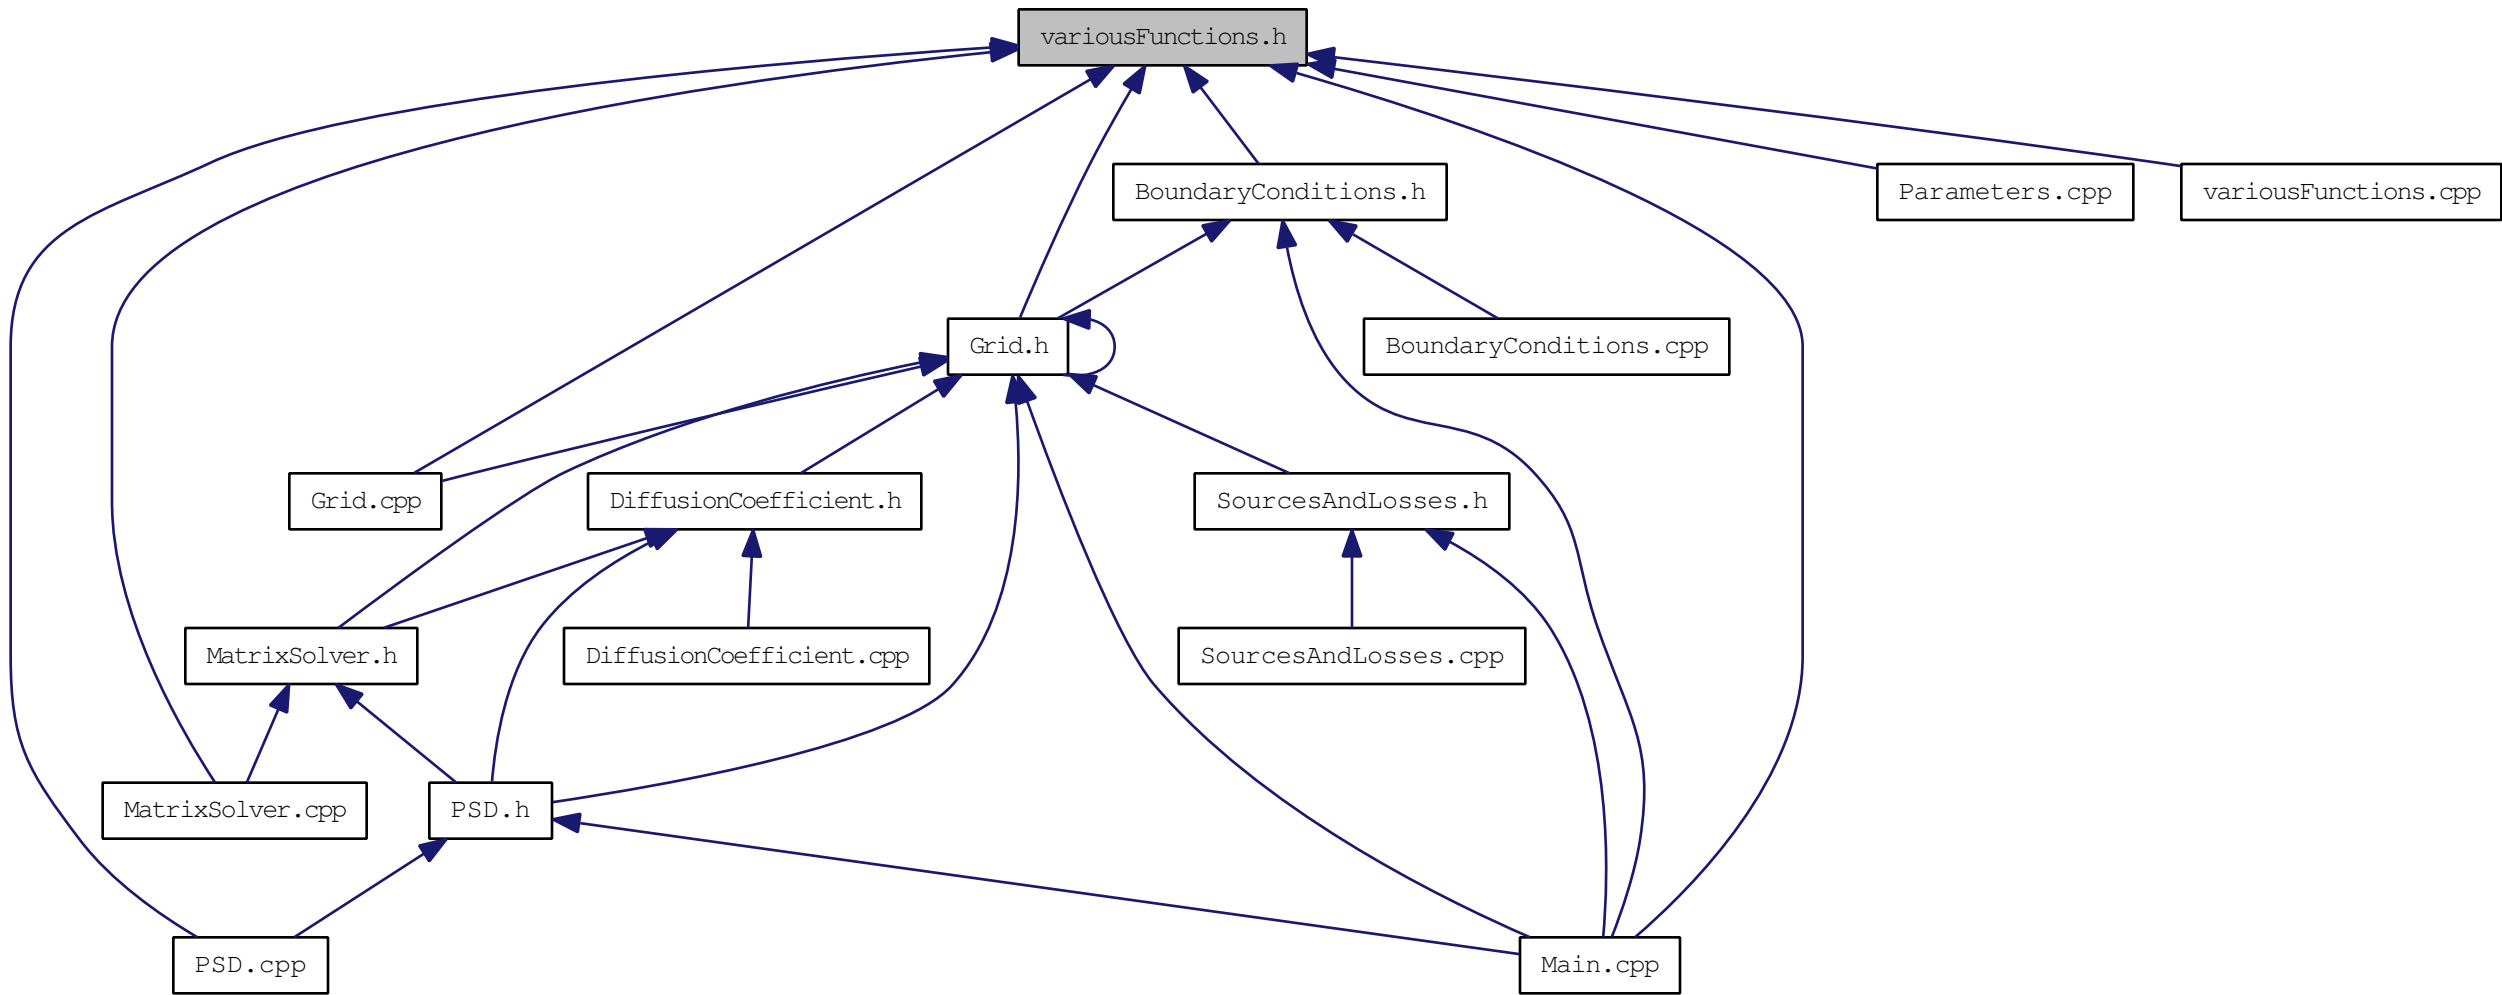 variousFunctions.h
BoundaryConditions.h
Parameters.cpp
variousFunctions.cpp
Grid.h
BoundaryConditions.cpp
Grid.cpp
DiffusionCoefficient.h
SourcesAndLosses.h
MatrixSolver.h
DiffusionCoefficient.cpp
SourcesAndLosses.cpp
MatrixSolver.cpp
PSD.h
PSD.cpp
Main.cpp